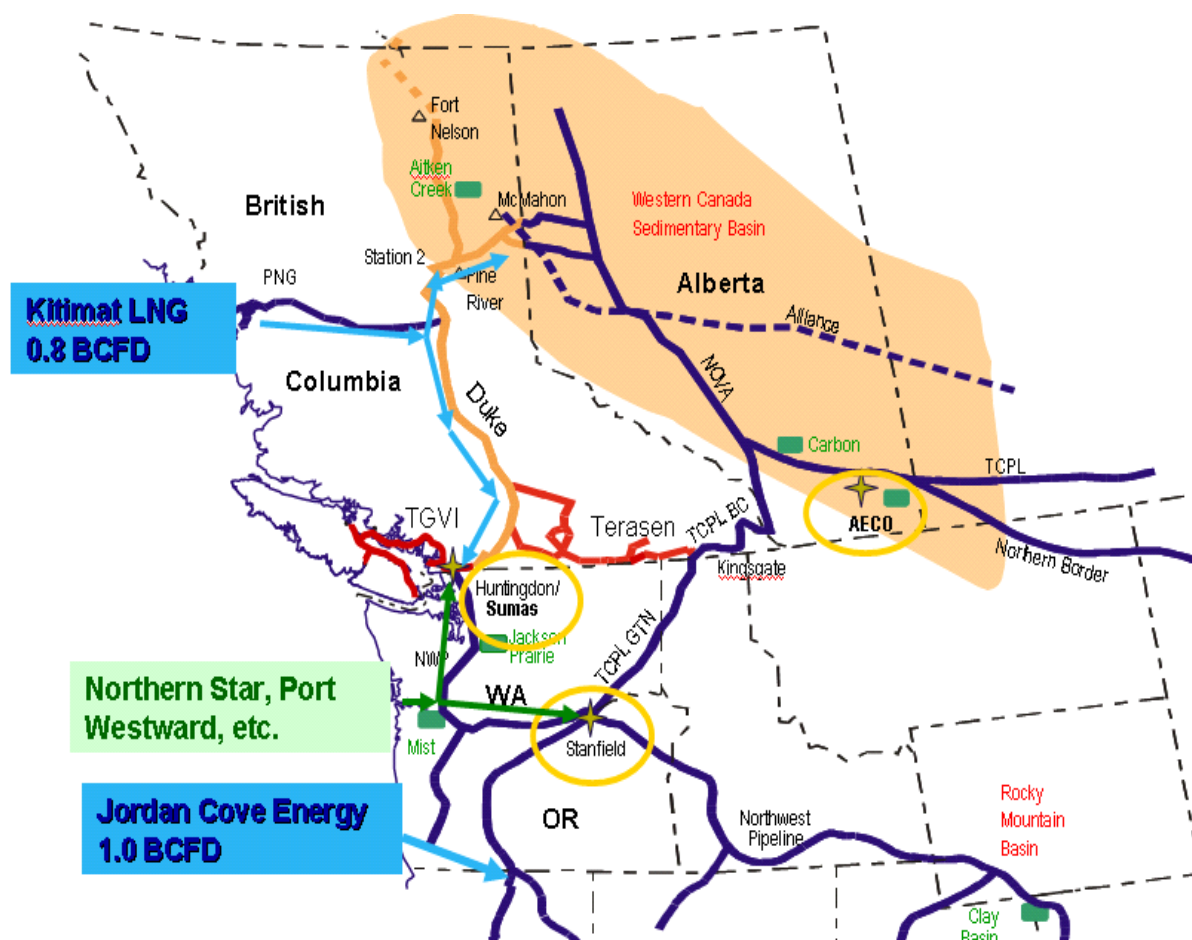 Fort
Nelson
Aitken
Creek
McMahon
Western Canada
Sedimentary Basin
British
Station 2
Pine
River
PNG
Alberta
Kitimat LNG
0.8 BCFD
Alliance
Columbia
Duke
NOVA
Carbon
TCPL
TGVI
Terasen
TCPL BC
AECO
Kingsgate
Northern Border
Huntingdon/
Sumas
Jackson
Prairie
NWP
TCPL GTN
Northern Star, Port
Westward, etc.
WA
Mist
Stanfield
Jordan Cove Energy
1.0 BCFD
OR
Northwest
Pipeline
Rocky
Mountain
Basin
Clay
Basin